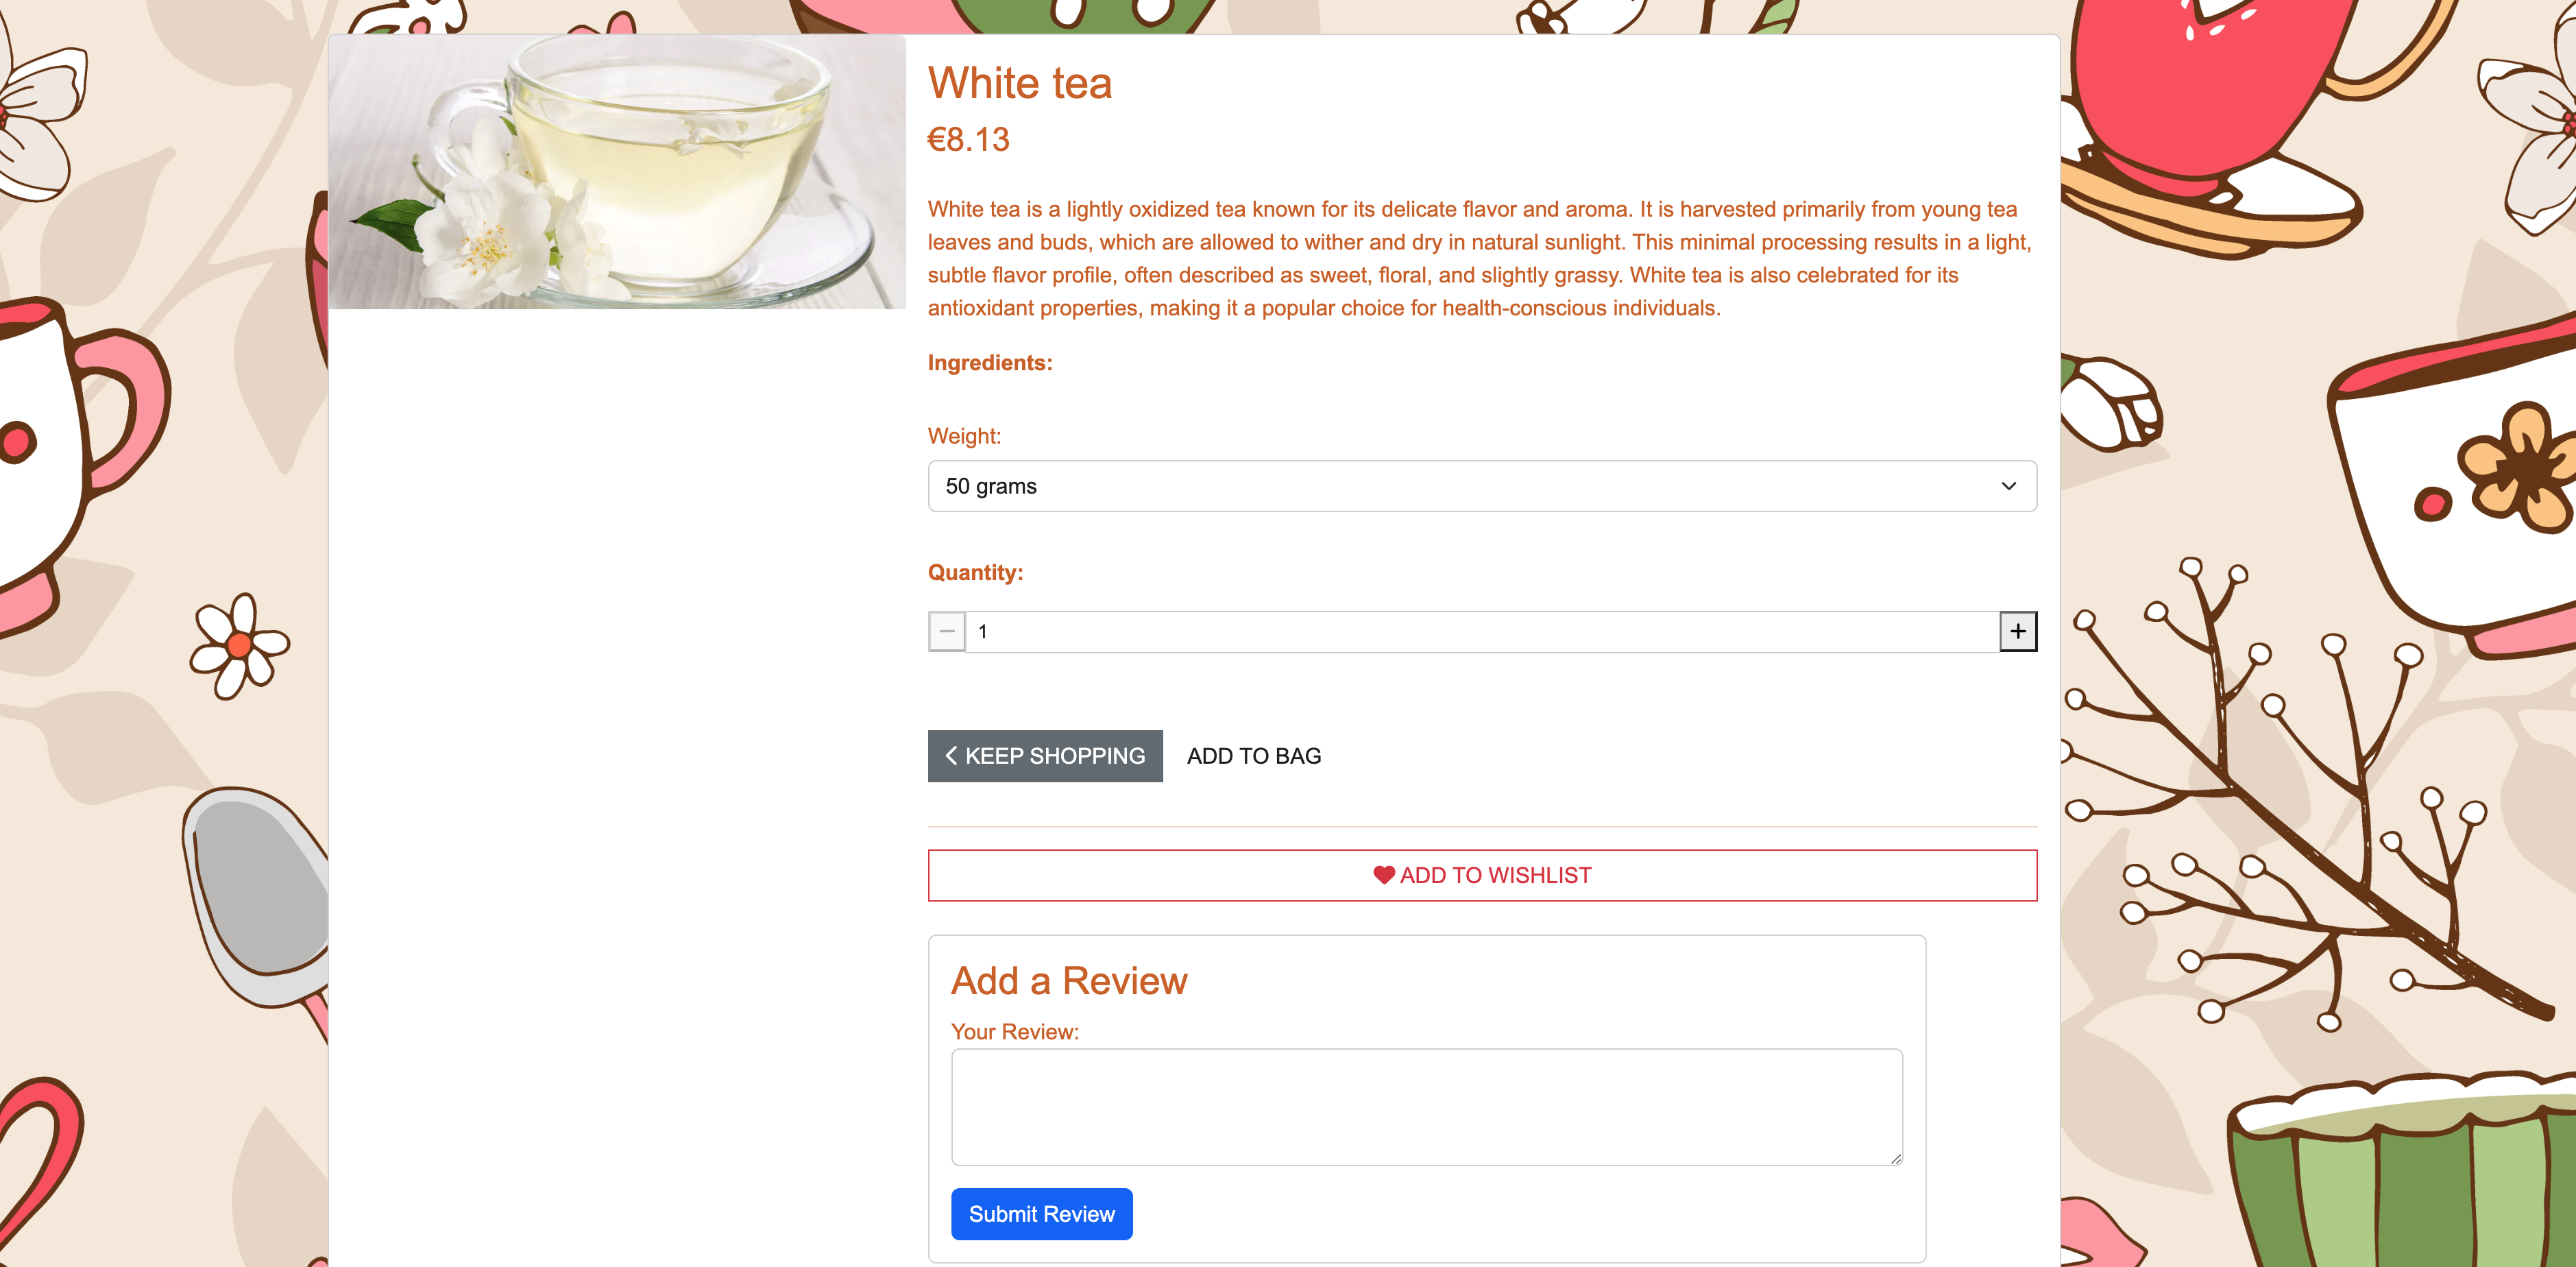 White tea
€8.13
White tea is a lightly oxidized tea known for its delicate flavor and aroma. It is harvested primarily from young tea
leaves and buds, which are allowed to wither and dry in natural sunlight. This minimal processing results in a light,
subtle flavor profile, often described as sweet, floral, and slightly grassy. White tea is also celebrated for its
antioxidant properties, making it a popular choice for health-conscious individuals.
Ingredients:
Weight:
50 grams
Quantity:
1
KEEP SHOPPING
ADD TO BAG
ADD TO WISHLIST
Add a Review
Your Review:
Submit Review